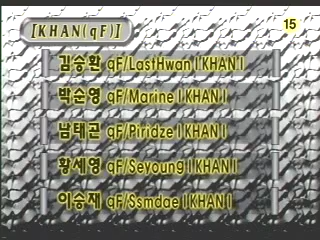 [KHAN(qF)]
15
김승환 qF/LastHwan|KHAN|
박순영 qF/Marine|KHAN|
남태곤 qF/Piridze|KHAN|
황세영 qF/Seyoung|KHAN|
이승재 qF/Ssmdae|KHAN|